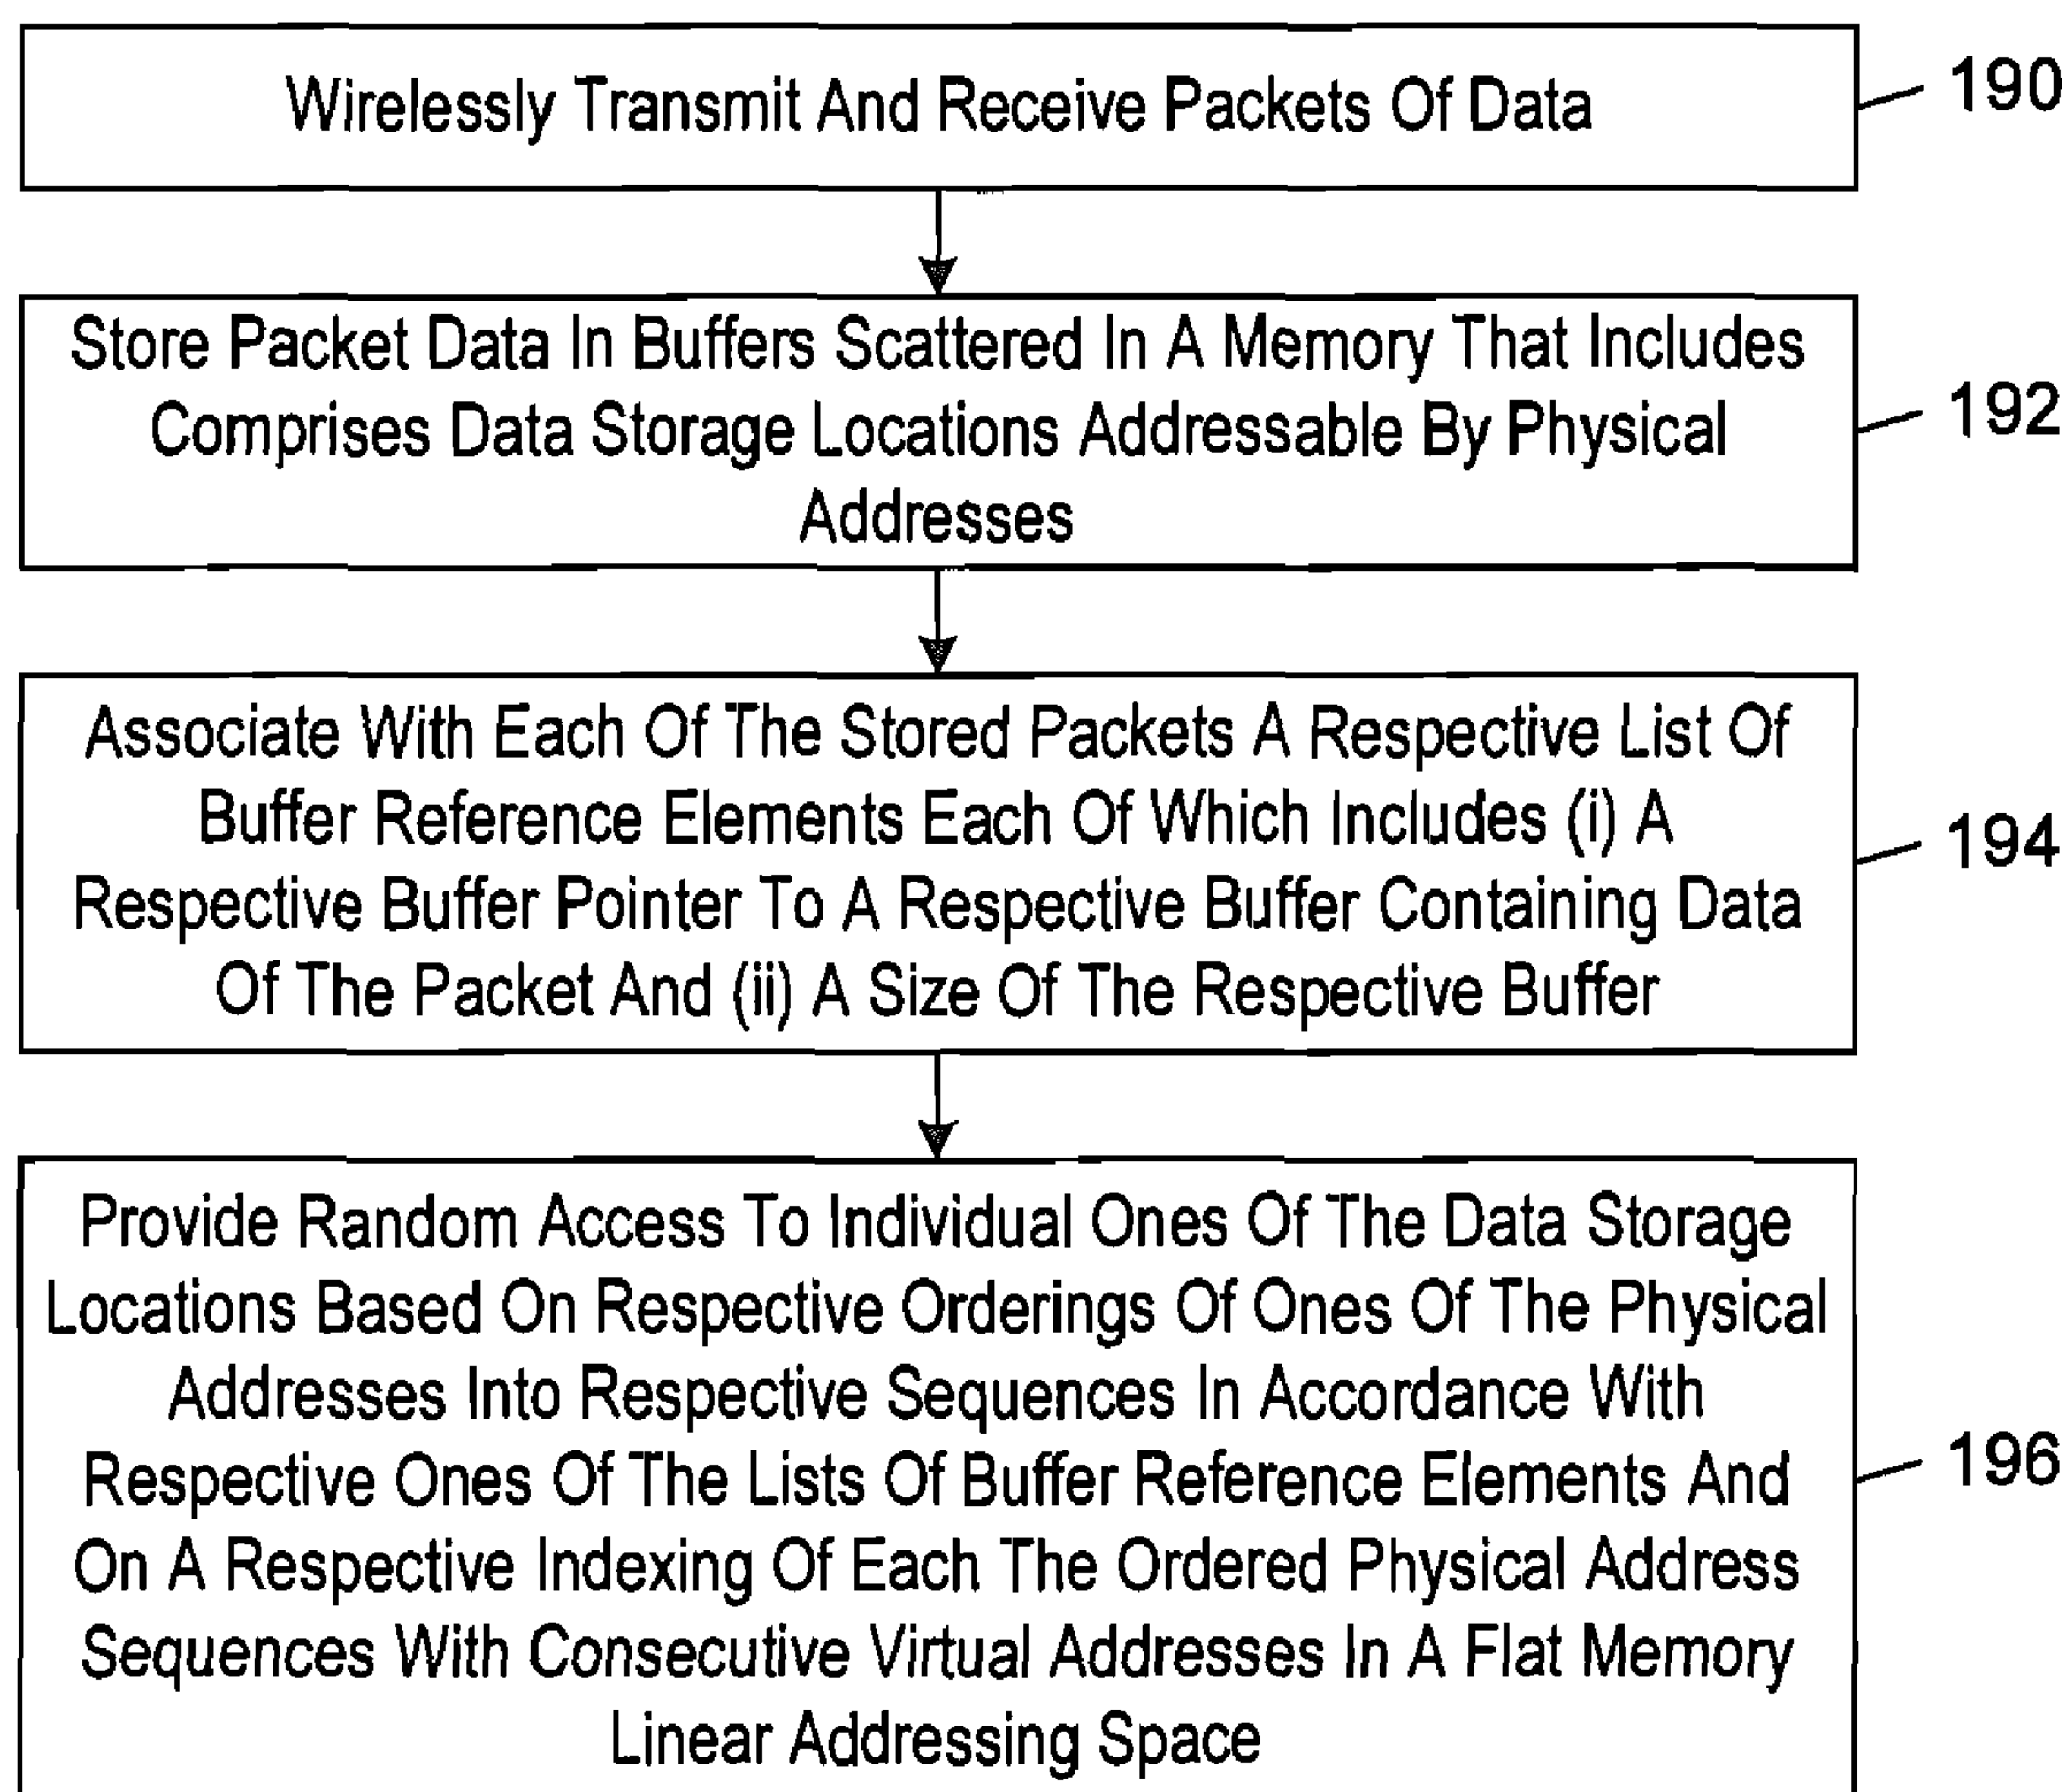 Wirelessly Transmit And Receive Packets Of Data
190
Store Packet Data In Buffers Scattered In A Memory That Includes
Comprises Data Storage Locations Addressable By Physical
Addresses
192
Associate With Each Of The Stored Packets A Respective List Of
Buffer Reference Elements Each Of Which Includes (i) A
Respective Buffer Pointer To A Respective Buffer Containing Data
Of The Packet And (ii) A Size Of The Respective Buffer
194
Provide Random Access To Individual Ones Of The Data Storage
Locations Based On Respective Orderings Of Ones Of The Physical
Addresses Into Respective Sequences In Accordance With
Respective Ones Of The Lists Of Buffer Reference Elements And
On A Respective Indexing Of Each The Ordered Physical Address
Sequences With Consecutive Virtual Addresses In A Flat Memory
Linear Addressing Space
196